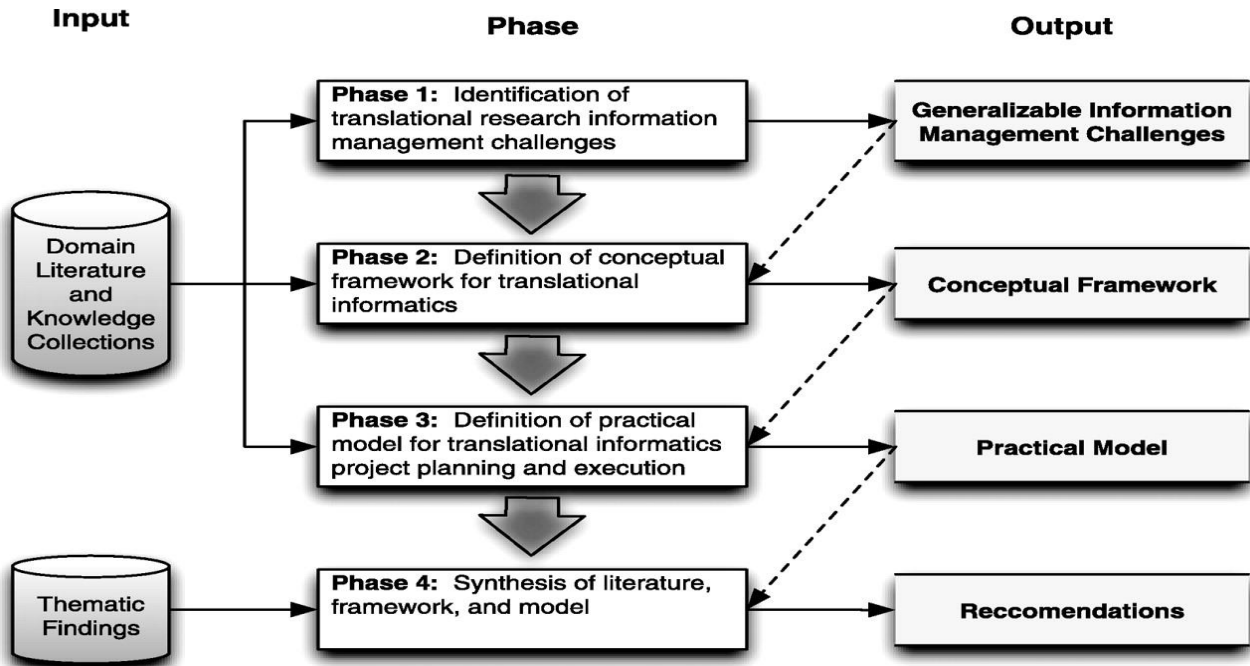 Input
Phase
Output
Phase 1: Identification of
translational research information
management challenges
Generalizable Information
Management Challenges
Domain
Literature
and
Knowledge
Collections
Phase 2: Definition of conceptual
framework for translational
informatics
Conceptual Framework
Phase 3: Definition of practical
model for translational informatics
project planning and execution
Practical Model
Thematic
Findings
Phase 4: Synthesis of literature,
framework, and model
Reccomendations